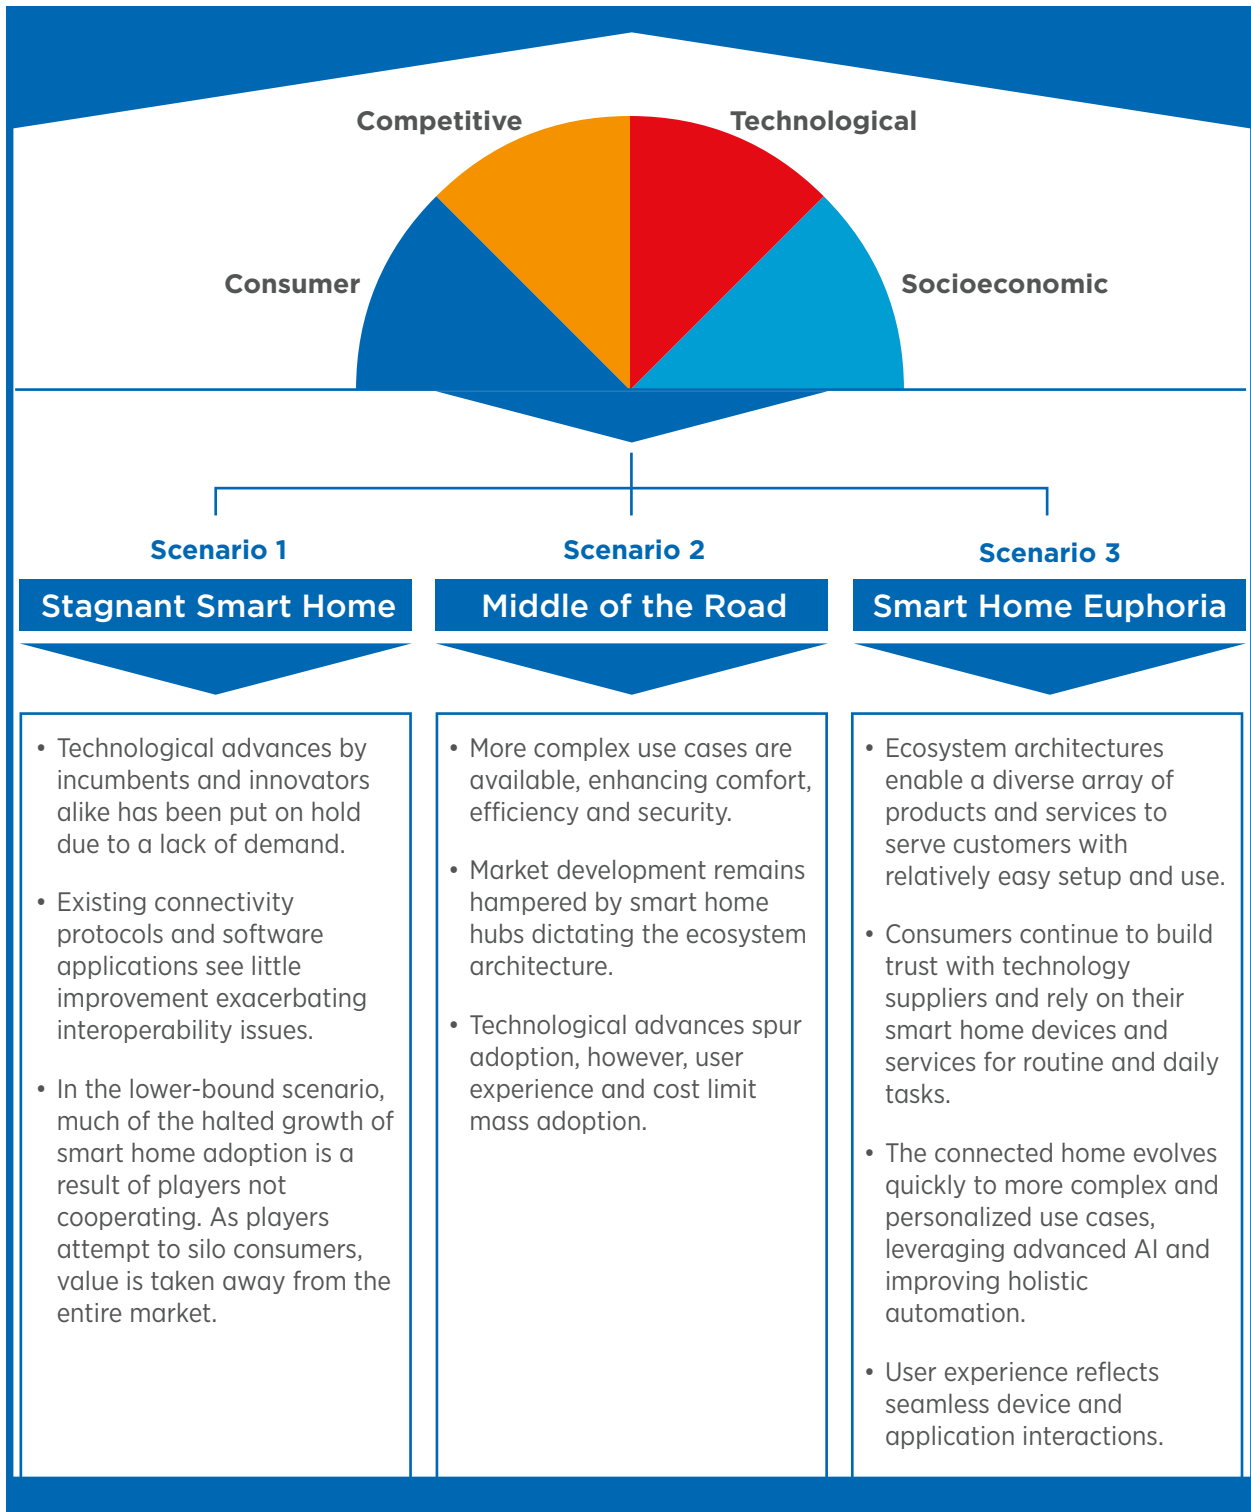 Competitive
Technological
Consumer
Socioeconomic
Scenario 1
Stagnant Smart Home
• Technological advances by
incumbents and innovators
alike has been put on hold
due to a lack of demand.
• Existing connectivity
protocols and software
applications see little
improvement exacerbating
interoperability issues.
• In the lower-bound scenario,
much of the halted growth of
smart home adoption is a
result of players not
cooperating. As players
attempt to silo consumers,
value is taken away from the
entire market.
Scenario 2
Middle of the Road
• More complex use cases are
available, enhancing comfort,
efficiency and security.
• Market development remains
hampered by smart home
hubs dictating the ecosystem
architecture.
• Technological advances spur
adoption, however, user
experience and cost limit
mass adoption.
Scenario 3
Smart Home Euphoria
• Ecosystem architectures
enable a diverse array of
products and services to
serve customers with
relatively easy setup and use.
• Consumers continue to build
trust with technology
suppliers and rely on their
smart home devices and
services for routine and daily
tasks.
• The connected home evolves
quickly to more complex and
personalized use cases,
leveraging advanced AI and
improving holistic
automation.
• User experience reflects
seamless device and
application interactions.